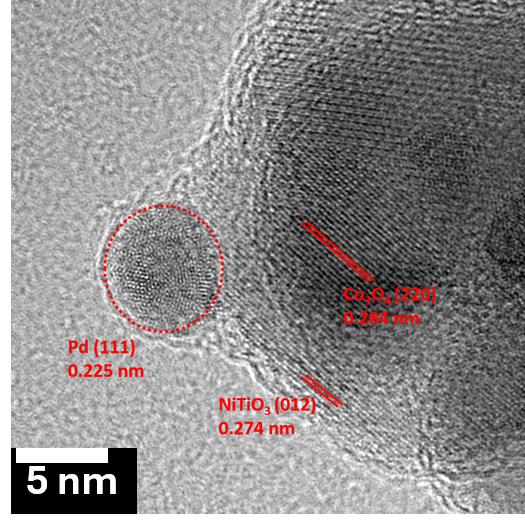 Co₃O₄ (220)
0.284 nm
Pd (111)
0.225 nm
NiTiO₃ (012)
0.274 nm
5 nm